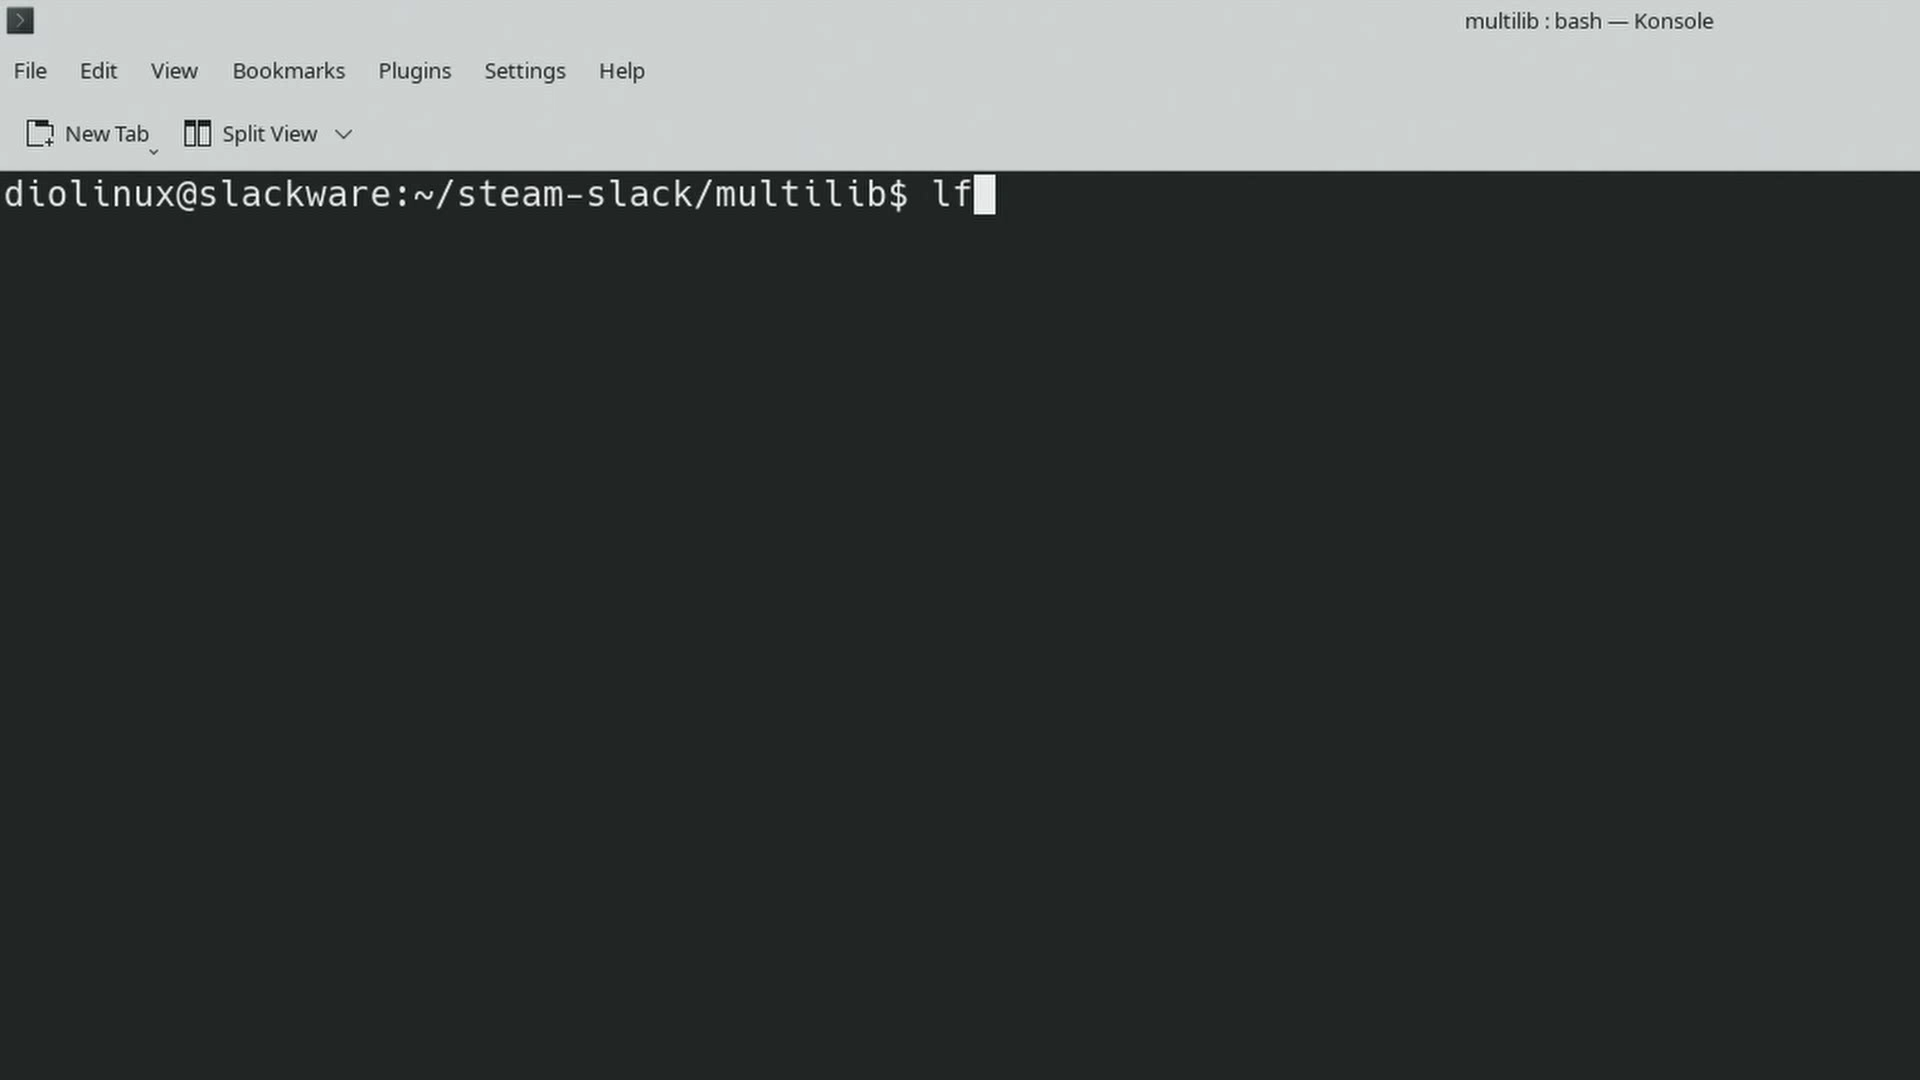 multilib : bash — Konsole
File Edit View Bookmarks Plugins Settings Help
New Tab Split View
diolinux@slackware:~/steam-slack/multilib$ lf